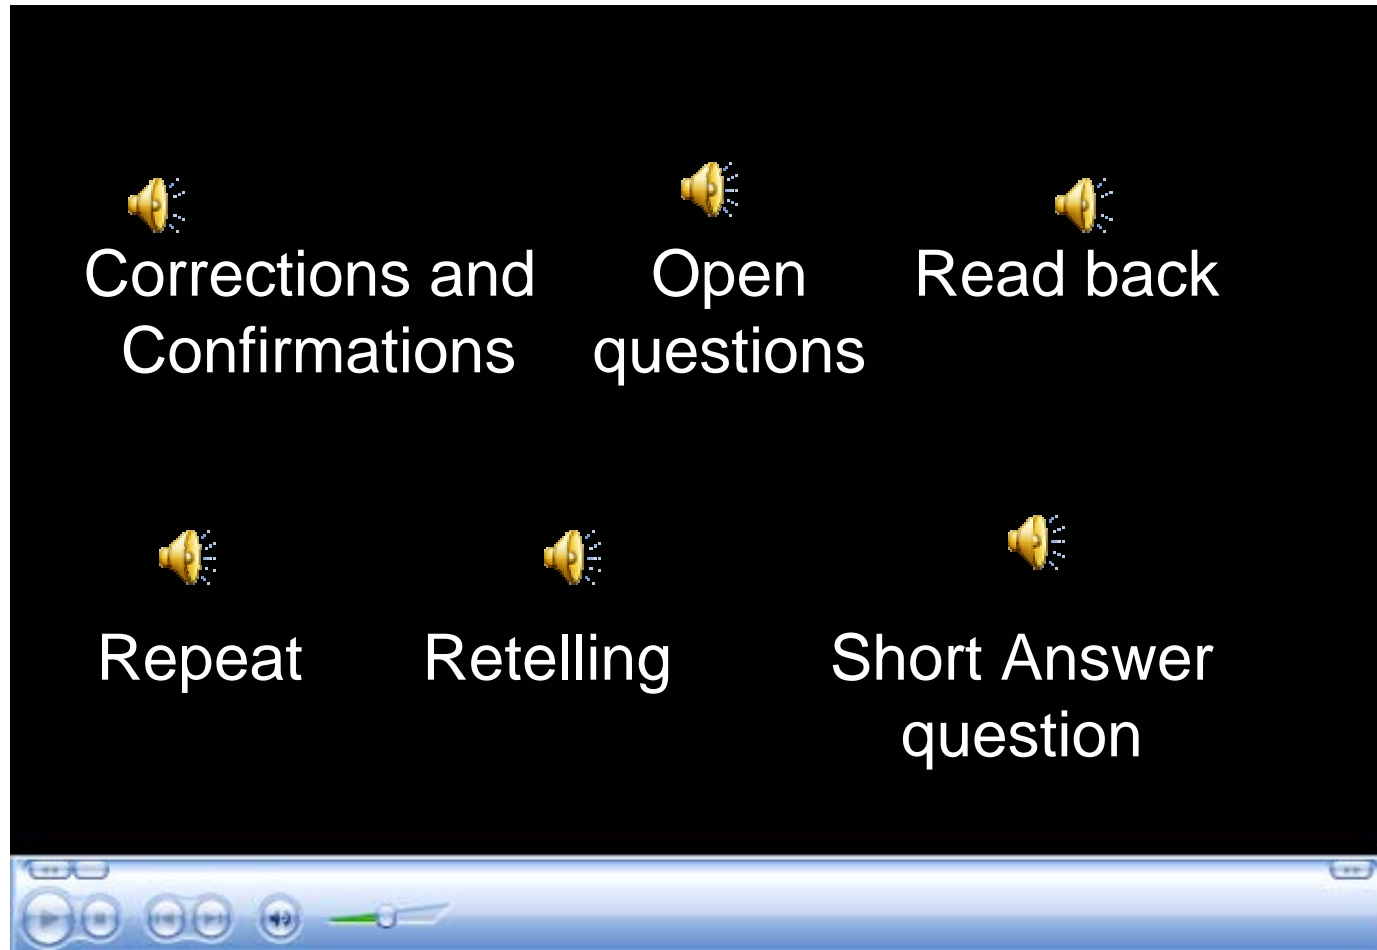 Corrections and
Confirmations
Open
questions
Read back
Repeat
Retelling
Short Answer
question